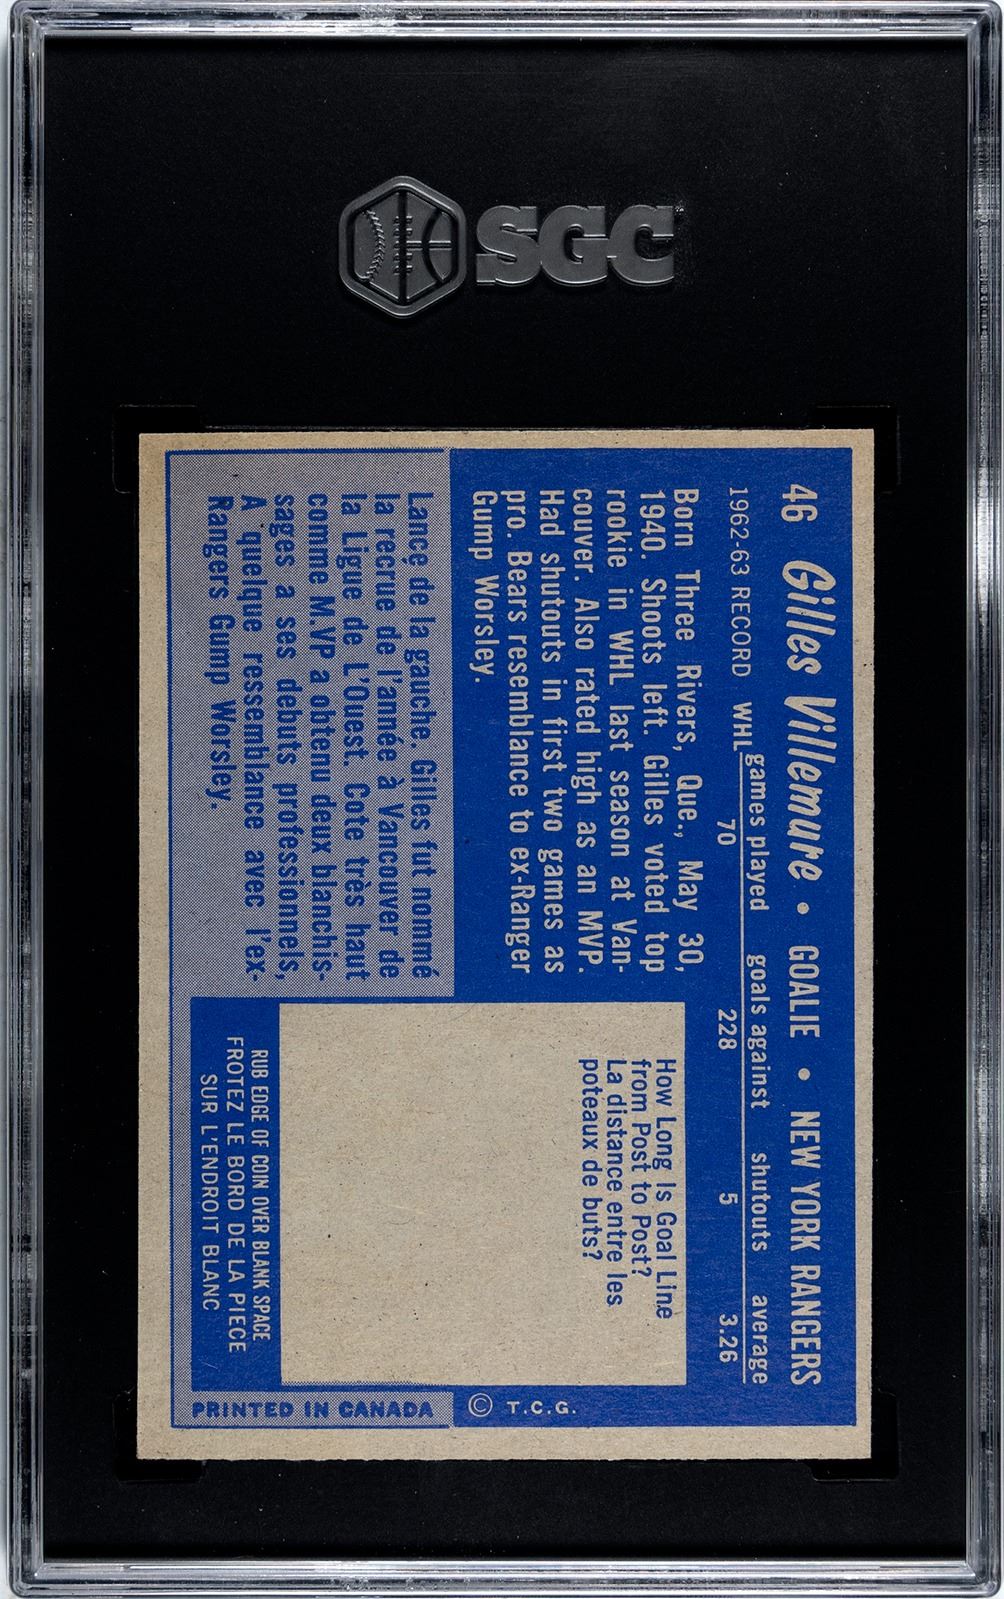 SGC
46 Gilles Villemure • GOALIE • NEW YORK RANGERS
1962-63 RECORD games played goals against shutouts average
WHL 70 228 5 3.26
Born Three Rivers, Que., May 30,
1940. Shoots left. Gilles voted top
rookie in WHL last season at Van-
couver. Also rated high as an MVP.
Had shutouts in first two games as
pro. Bears resemblance to ex-Ranger
Gump Worsley.
Lance de la gauche. Gilles fut nommé
la recrue de l'année à Vancouver de
la Ligue de L'Ouest. Cote très haut
comme M.VP a obtenu deux blanchis-
sages a ses debuts professionnels,
A quelque ressemblance avec l'ex-
Rangers Gump Worsley.
How Long Is Goal Line
from Post to Post?
La distance entre les
poteaux de buts?
RUB EDGE OF COIN OVER BLANK SPACE
FROTEZ LE BORD DE LA PIECE
SUR L'ENDROIT BLANC
© T.C.G.
PRINTED IN CANADA